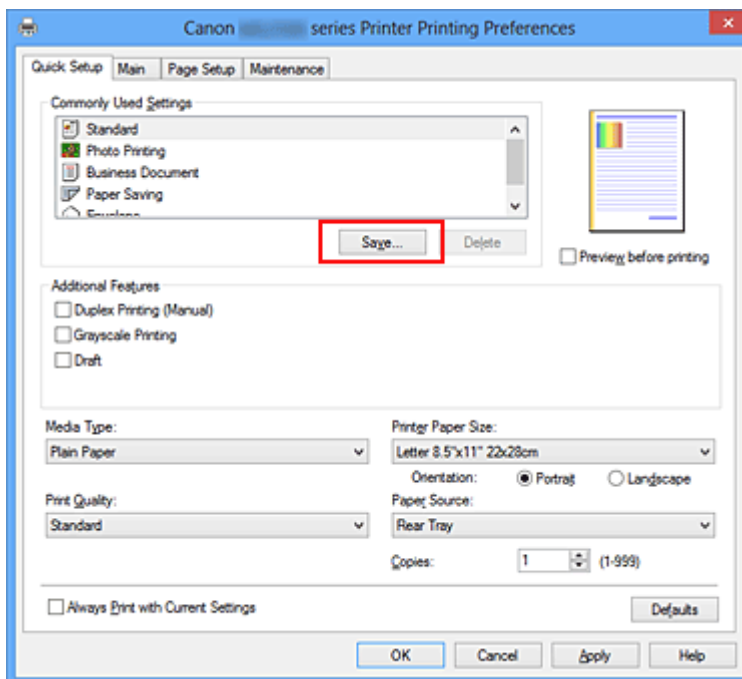 Canon series Printer Printing Preferences
Quick Setup Main Page Setup Maintenance
Commonly Used Settings
Standard
Photo Printing
Business Document
Paper Saving
Envelope
Save... Delete
Preview before printing
Additional Features
Duplex Printing (Manual)
Grayscale Printing
Draft
Media Type: Printer Paper Size:
Plain Paper Letter 8.5"x11" 22x28cm
Orientation: Portrait Landscape
Print Quality: Paper Source:
Standard Rear Tray
Copies: 1 (1-999)
Always Print with Current Settings Defaults
OK Cancel Apply Help